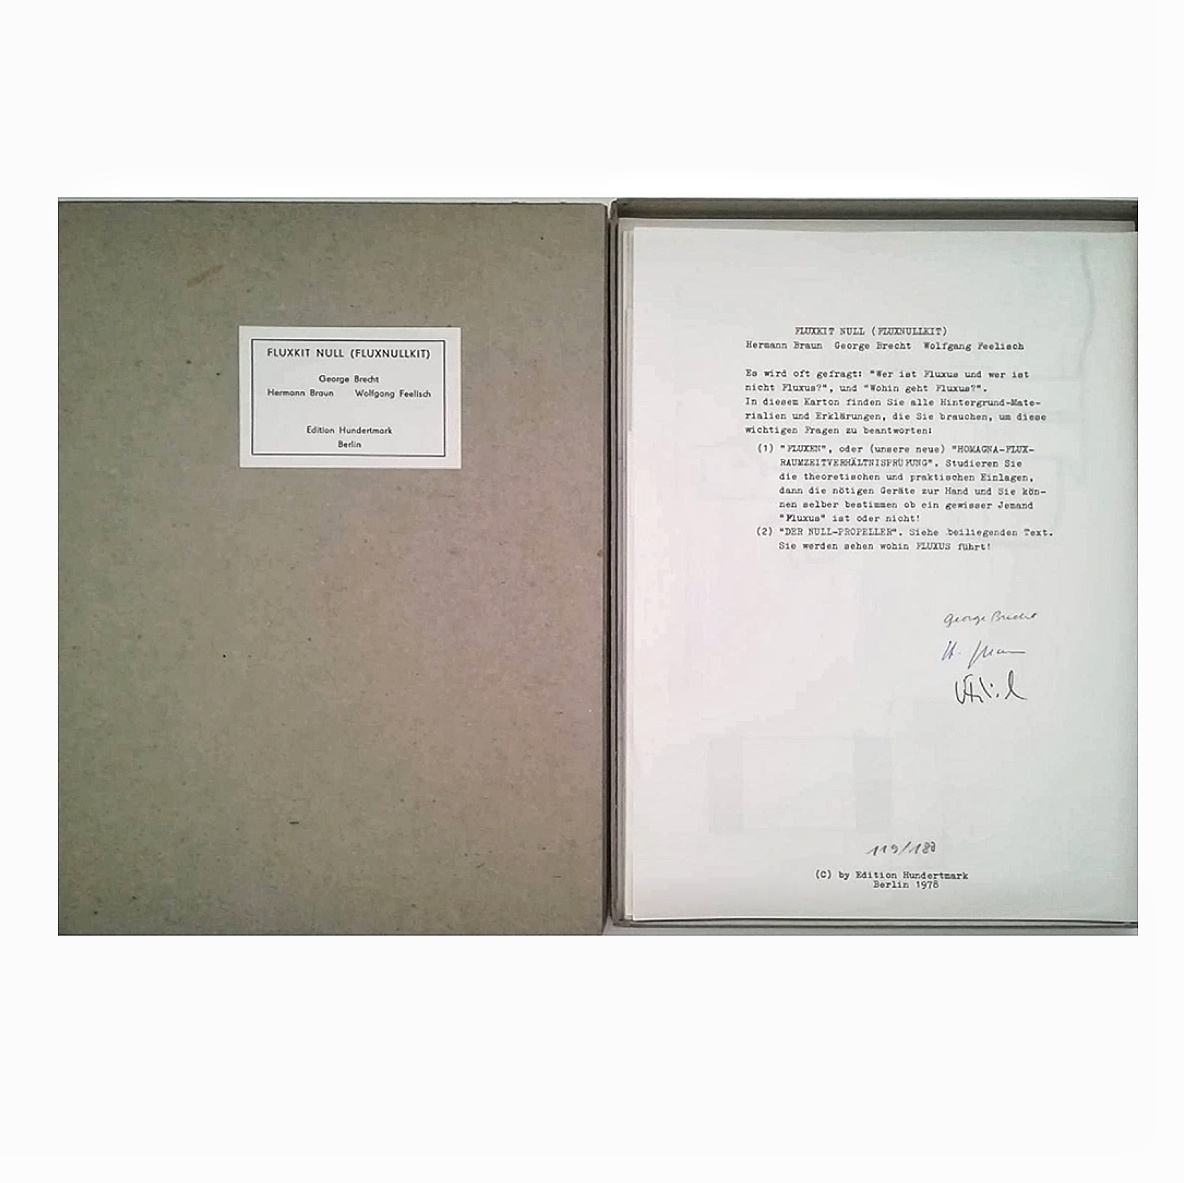 FLUXKIT NULL (FLUXNULLKIT)
George Brecht
Hermann Braun Wolfgang Feelisch
Edition Hundertmark
Berlin
FLUXKIT NULL (FLUXNULLKIT)
Hermann Braun George Brecht Wolfgang Feelisch
Es wird oft gefragt: "Wer ist Fluxus und wer ist
nicht Fluxus?", und "Wohin geht Fluxus?".
In diesem Karton finden Sie alle Hintergrund-Mate-
rialien und Erklärungen, die Sie brauchen, um diese
wichtigen Fragen zu beantworten:
(1) "FLUXEN", oder (unsere neue) "HOMAGNA-FLUX-
RAUMZEITVERHÄLTNISPRÜFUNG". Studieren Sie
die theoretischen und praktischen Einlagen,
dann die nötigen Geräte zur Hand und Sie kön-
nen selber bestimmen ob ein gewisser Jemand
"Fluxus" ist oder nicht!
(2) "DER NULL-PROPELLER". Siehe beiliegenden Text.
Sie werden sehen wohin FLUXUS führt!
George Brecht
119/180
(C) by Edition Hundertmark
Berlin 1978